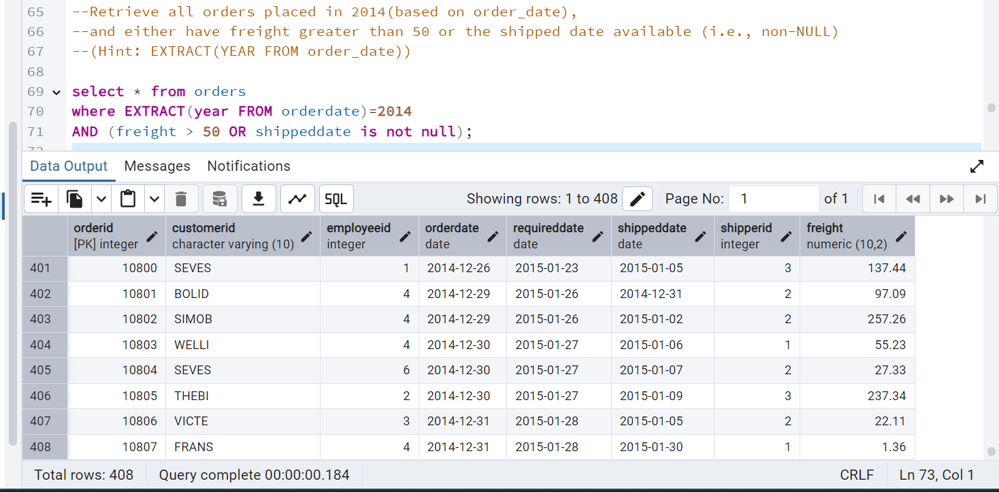 65 --Retrieve all orders placed in 2014(based on order_date),
66 --and either have freight greater than 50 or the shipped date available (i.e., non-NULL)
67 --(Hint: EXTRACT(YEAR FROM order_date))
68
69 select * from orders
70 where EXTRACT(year FROM orderdate)=2014
71 AND (freight > 50 OR shippeddate is not null);
Data Output Messages Notifications
SQL Showing rows: 1 to 408 Page No: 1 of 1
orderid customerid employeeid orderdate requireddate shippeddate shipperid freight
[PK] integer character varying (10) integer date date date integer numeric (10,2)
401 10800 SEVES 1 2014-12-26 2015-01-23 2015-01-05 3 137.44
402 10801 BOLID 4 2014-12-29 2015-01-26 2014-12-31 2 97.09
403 10802 SIMOB 4 2014-12-29 2015-01-26 2015-01-02 2 257.26
404 10803 WELLI 4 2014-12-30 2015-01-27 2015-01-06 1 55.23
405 10804 SEVES 6 2014-12-30 2015-01-27 2015-01-07 2 27.33
406 10805 THEBI 2 2014-12-30 2015-01-27 2015-01-09 3 237.34
407 10806 VICTE 3 2014-12-31 2015-01-28 2015-01-05 2 22.11
408 10807 FRANS 4 2014-12-31 2015-01-28 2015-01-30 1 1.36
Total rows: 408 Query complete 00:00:00.184 CRLF Ln 73, Col 1